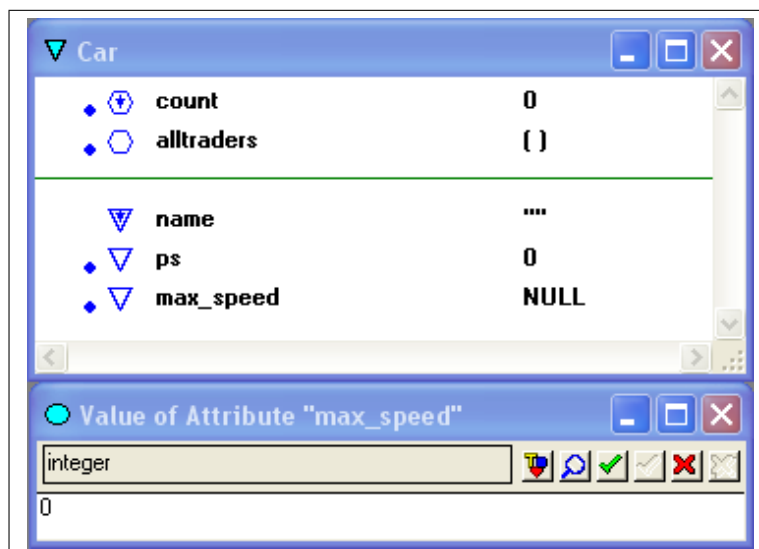 Car
count 0
alltraders ( )
name ""
ps 0
max_speed NULL
Value of Attribute "max_speed"
integer
0